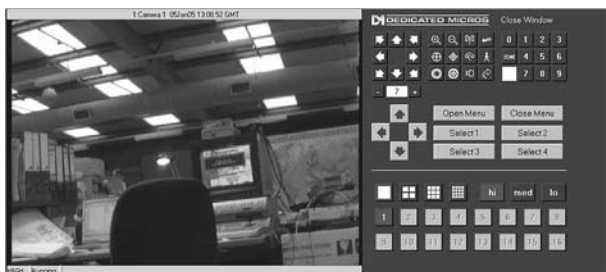 1:Camera 1 05Jan05 13:08:52 GMT
DEDICATED MICROS Close Window
0 1 2 3
ZONE 4 5 6
7 8 9
- 7 +
Open Menu Close Menu
Select 1 Select 2
Select 3 Select 4
hi med lo
1 2 3 4 5 6 7 8
9 10 11 12 13 14 15 16
Running